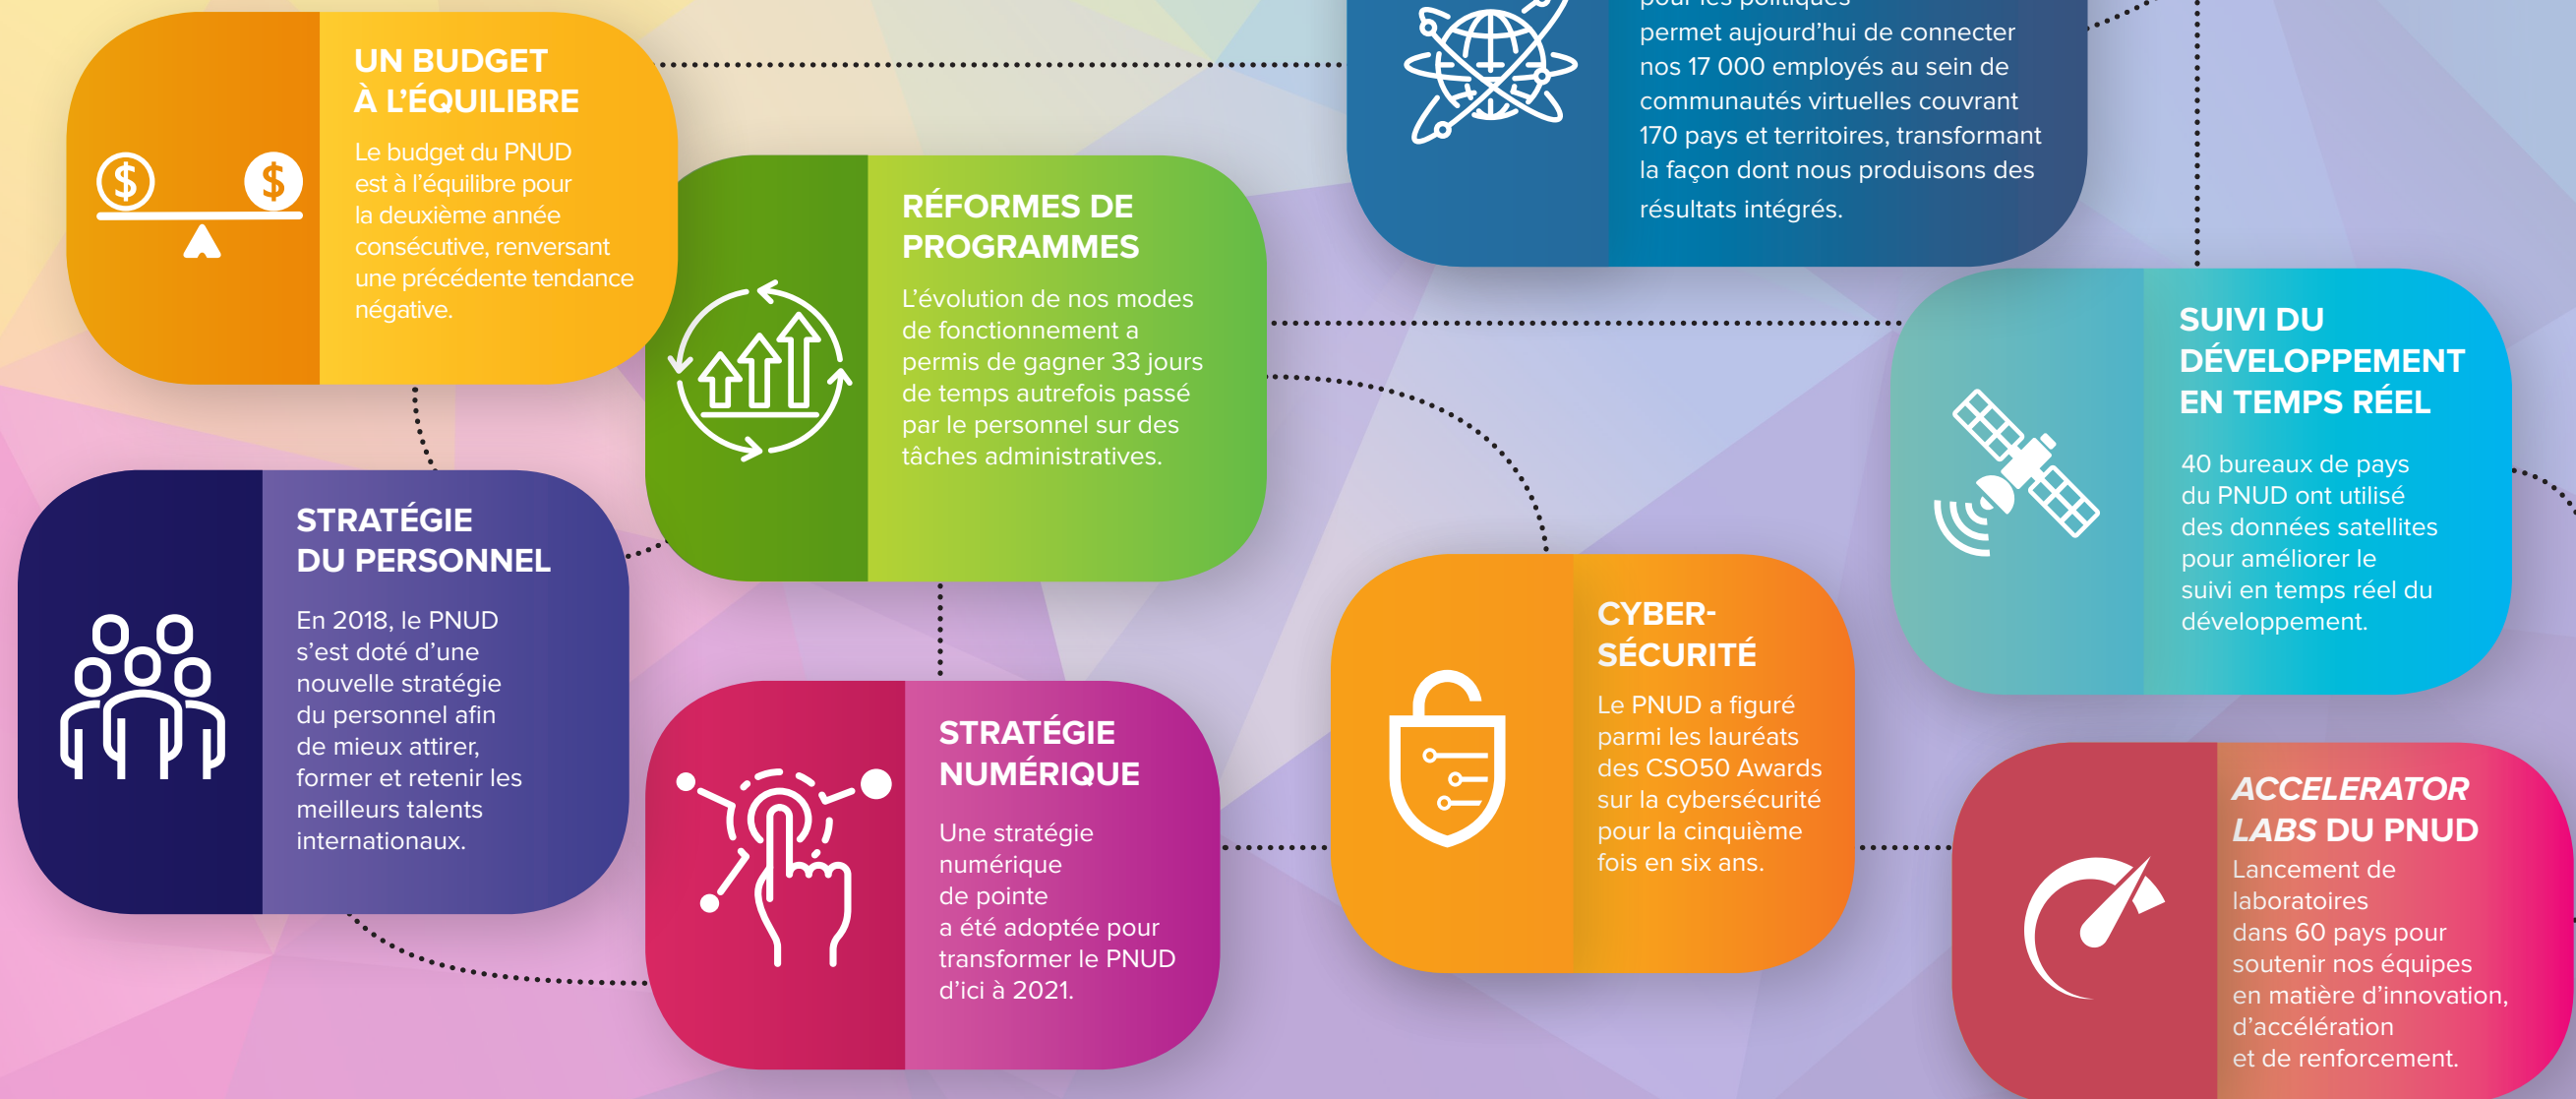 UN BUDGET
À L'ÉQUILIBRE
Le budget du PNUD
est à l'équilibre pour
la deuxième année
consécutive, renversant
une précédente tendance
négative.
pour les politiques
permet aujourd'hui de connecter
nos 17 000 employés au sein de
communautés virtuelles couvrant
170 pays et territoires, transformant
la façon dont nous produisons des
résultats intégrés.
RÉFORMES DE
PROGRAMMES
L'évolution de nos modes
de fonctionnement a
permis de gagner 33 jours
de temps autrefois passé
par le personnel sur des
tâches administratives.
SUIVI DU
DÉVELOPPEMENT
EN TEMPS RÉEL
40 bureaux de pays
du PNUD ont utilisé
des données satellites
pour améliorer le
suivi en temps réel du
développement.
STRATÉGIE
DU PERSONNEL
En 2018, le PNUD
s'est doté d'une
nouvelle stratégie
du personnel afin
de mieux attirer,
former et retenir les
meilleurs talents
internationaux.
STRATÉGIE
NUMÉRIQUE
Une stratégie
numérique
de pointe
a été adoptée pour
transformer le PNUD
d'ici à 2021.
CYBER-
SÉCURITÉ
Le PNUD a figuré
parmi les lauréats
des CSO50 Awards
sur la cybersécurité
pour la cinquième
fois en six ans.
ACCELERATOR
LABS DU PNUD
Lancement de
laboratoires
dans 60 pays pour
soutenir nos équipes
en matière d'innovation,
d'accélération
et de renforcement.